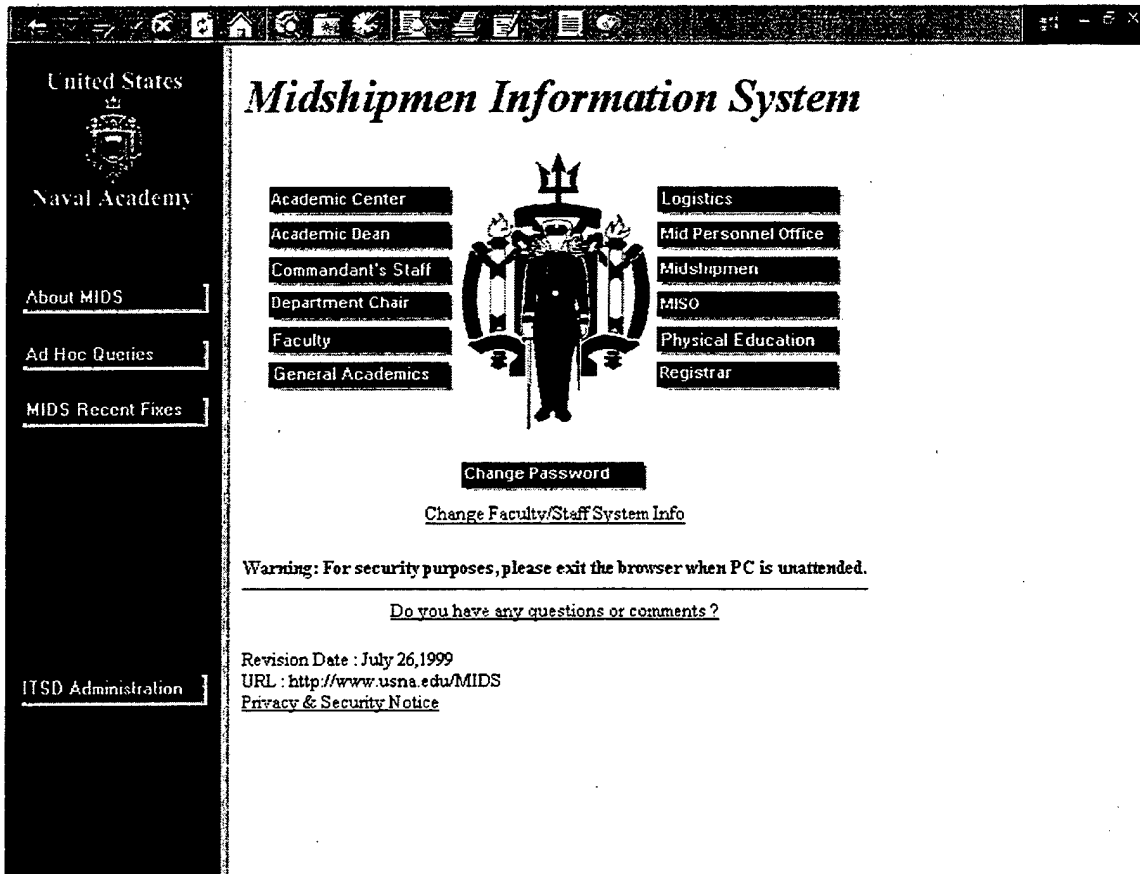 United States
Naval Academy
About MIDS
Ad Hoc Queries
MIDS Recent Fixes
ITSD Administration
Midshipmen Information System
Academic Center
Academic Dean
Commandant's Staff
Department Chair
Faculty
General Academics
Logistics
Mid Personnel Office
Midshipmen
MISO
Physical Education
Registrar
Change Password
Change Faculty/Staff System Info
Warning: For security purposes, please exit the browser when PC is unattended.
Do you have any questions or comments ?
Revision Date : July 26,1999
URL : http://www.usna.edu/MIDS
Privacy & Security Notice